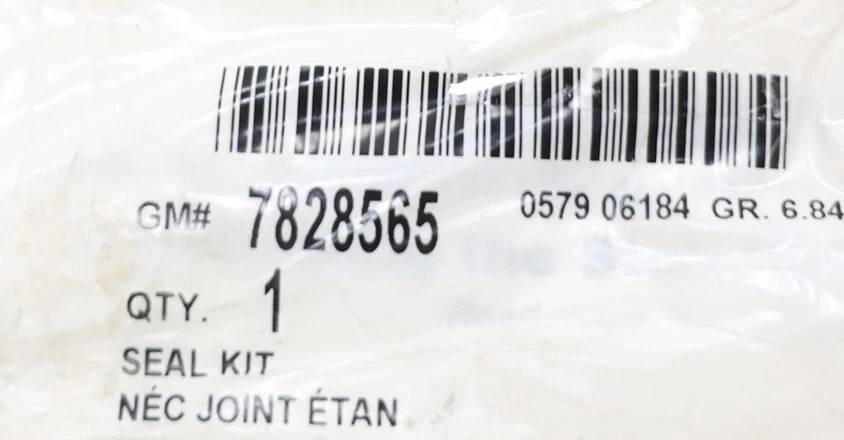 GM# 7828565 0579 06184 GR. 6.84
QTY. 1
SEAL KIT
NÉC JOINT ÉTAN